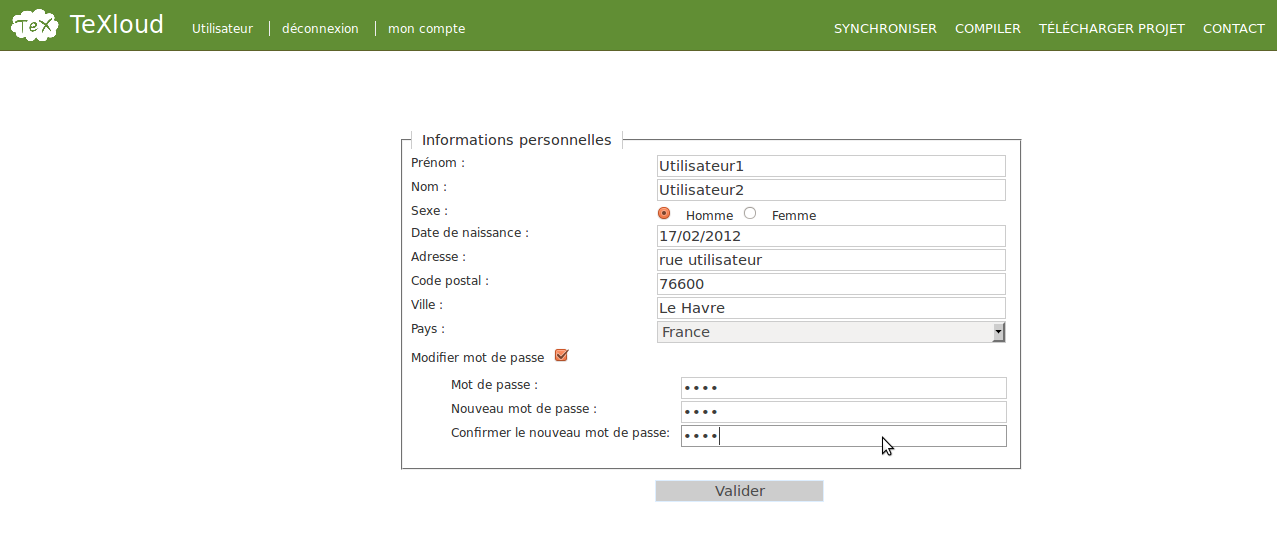 TeX TeXloud Utilisateur déconnexion mon compte SYNCHRONISER COMPILER TÉLÉCHARGER PROJET CONTACT
Informations personnelles
Prénom : Utilisateur1
Nom : Utilisateur2
Sexe : Homme Femme
Date de naissance : 17/02/2012
Adresse : rue utilisateur
Code postal : 76600
Ville : Le Havre
Pays : France
Modifier mot de passe
Mot de passe : ••••
Nouveau mot de passe : ••••
Confirmer le nouveau mot de passe: ••••
Valider